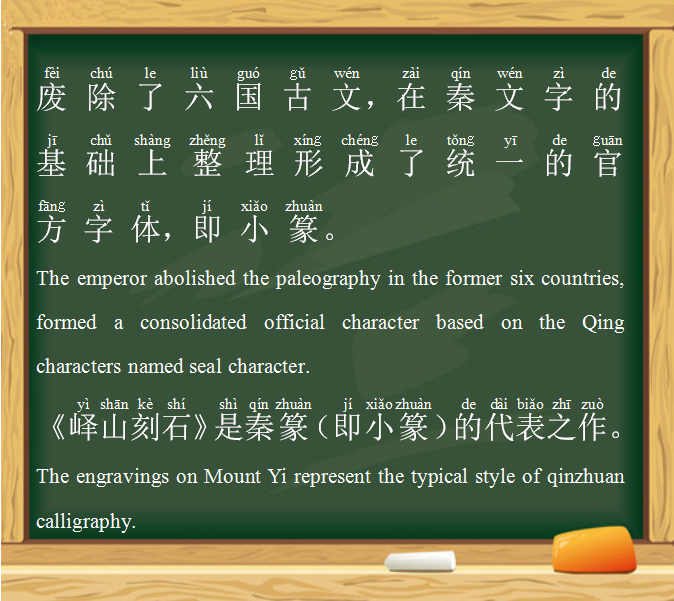 fèi chú le liù guó gǔ wén zài qín wén zì de
废除了六国古文，在秦文字的
jī chǔ shàng zhěng lǐ xíng chéng le tǒng yī de guān
基础上整理形成了统一的官
fāng zì tǐ jí xiǎo zhuàn
方字体，即小篆。
The emperor abolished the paleography in the former six countries,
formed a consolidated official character based on the Qing
characters named seal character.
yì shān kè shí shì qín zhuàn jí xiǎo zhuàn de dài biǎo zhī zuò
《峄山刻石》是秦篆（即小篆）的代表之作。
The engravings on Mount Yi represent the typical style of qinzhuan
calligraphy.